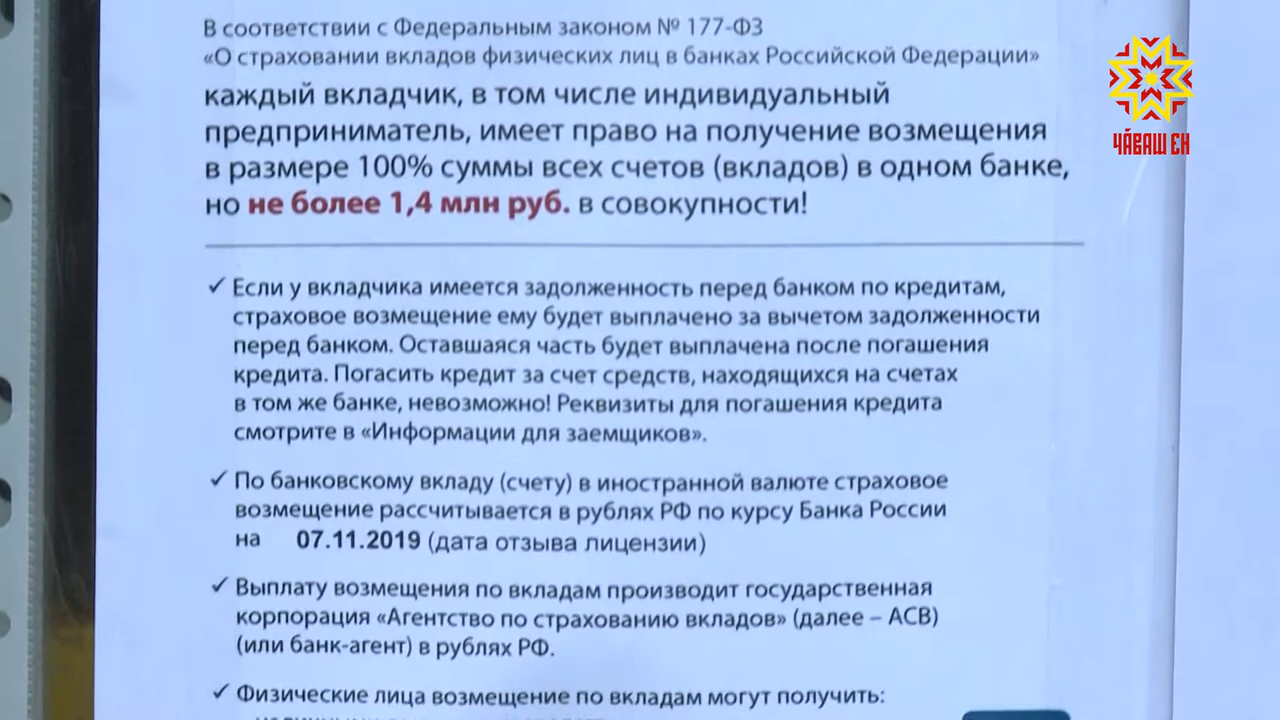 В соответствии с Федеральным законом № 177-ФЗ
«О страховании вкладов физических лиц в банках Российской Федерации»
каждый вкладчик, в том числе индивидуальный
предприниматель, имеет право на получение возмещения
в размере 100% суммы всех счетов (вкладов) в одном банке,
но не более 1,4 млн руб. в совокупности!
ЧӐВАШ ЕН
✓ Если у вкладчика имеется задолженность перед банком по кредитам,
страховое возмещение ему будет выплачено за вычетом задолженности
перед банком. Оставшаяся часть будет выплачена после погашения
кредита. Погасить кредит за счет средств, находящихся на счетах
в том же банке, невозможно! Реквизиты для погашения кредита
смотрите в «Информации для заемщиков».
✓ По банковскому вкладу (счету) в иностранной валюте страховое
возмещение рассчитывается в рублях РФ по курсу Банка России
на 07.11.2019 (дата отзыва лицензии)
✓ Выплату возмещения по вкладам производит государственная
корпорация «Агентство по страхованию вкладов» (далее – АСВ)
(или банк-агент) в рублях РФ.
✓ Физические лица возмещение по вкладам могут получить: